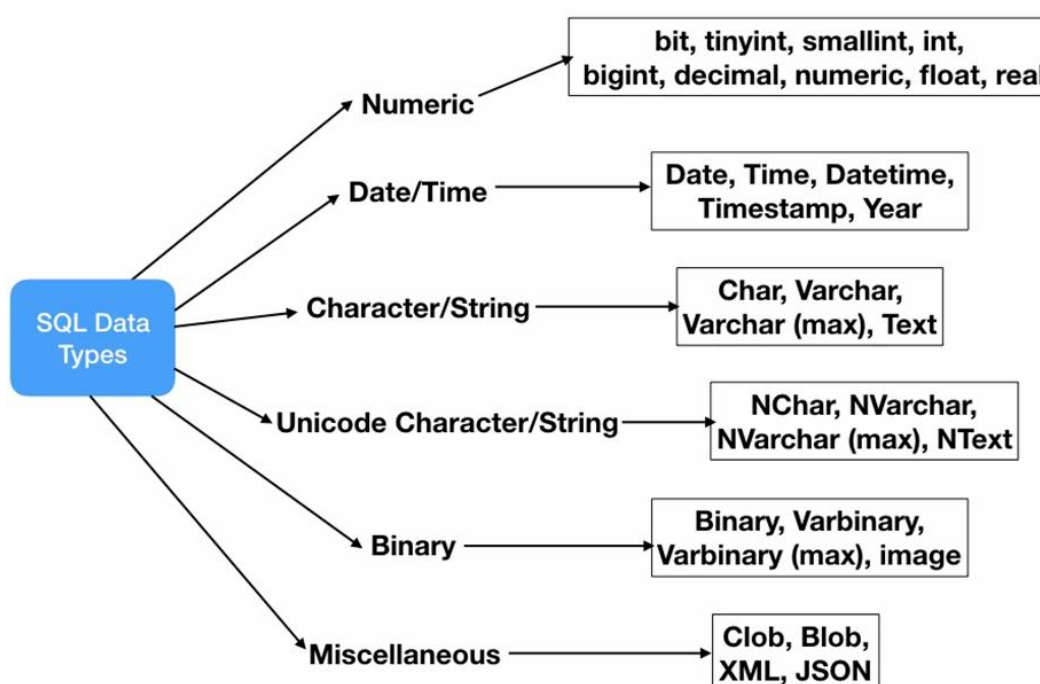 bit, tinyint, smallint, int,
bigint, decimal, numeric, float, real
Numeric
Date/Time
Date, Time, Datetime,
Timestamp, Year
SQL Data
Types
Character/String
Char, Varchar,
Varchar (max), Text
Unicode Character/String
NChar, NVarchar,
NVarchar (max), NText
Binary
Binary, Varbinary,
Varbinary (max), image
Miscellaneous
Clob, Blob,
XML, JSON